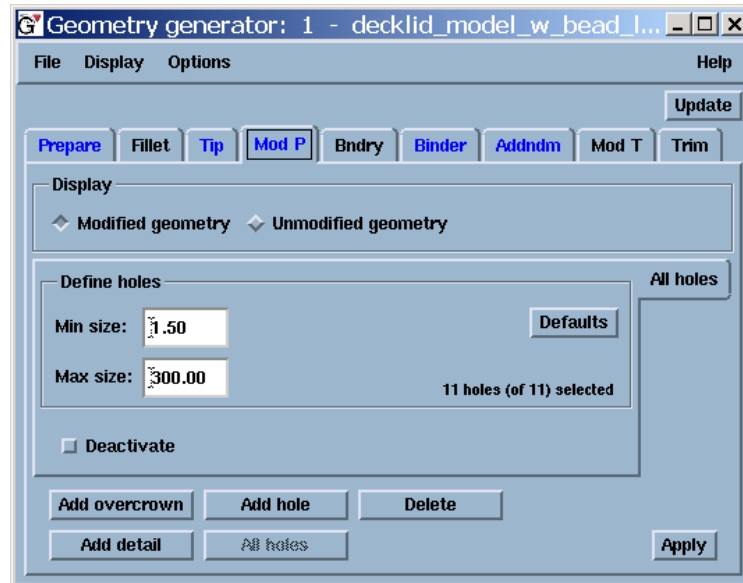 Geometry generator: 1 - decklid_model_w_bead_l...
File Display Options Help
Update
Prepare Fillet Tip Mod P Bndry Binder Addndm Mod T Trim
Display
Modified geometry Unmodified geometry
All holes
Define holes
Min size: 1.50 Defaults
Max size: 300.00
11 holes (of 11) selected
Deactivate
Add overcrown Add hole Delete
Add detail All holes Apply